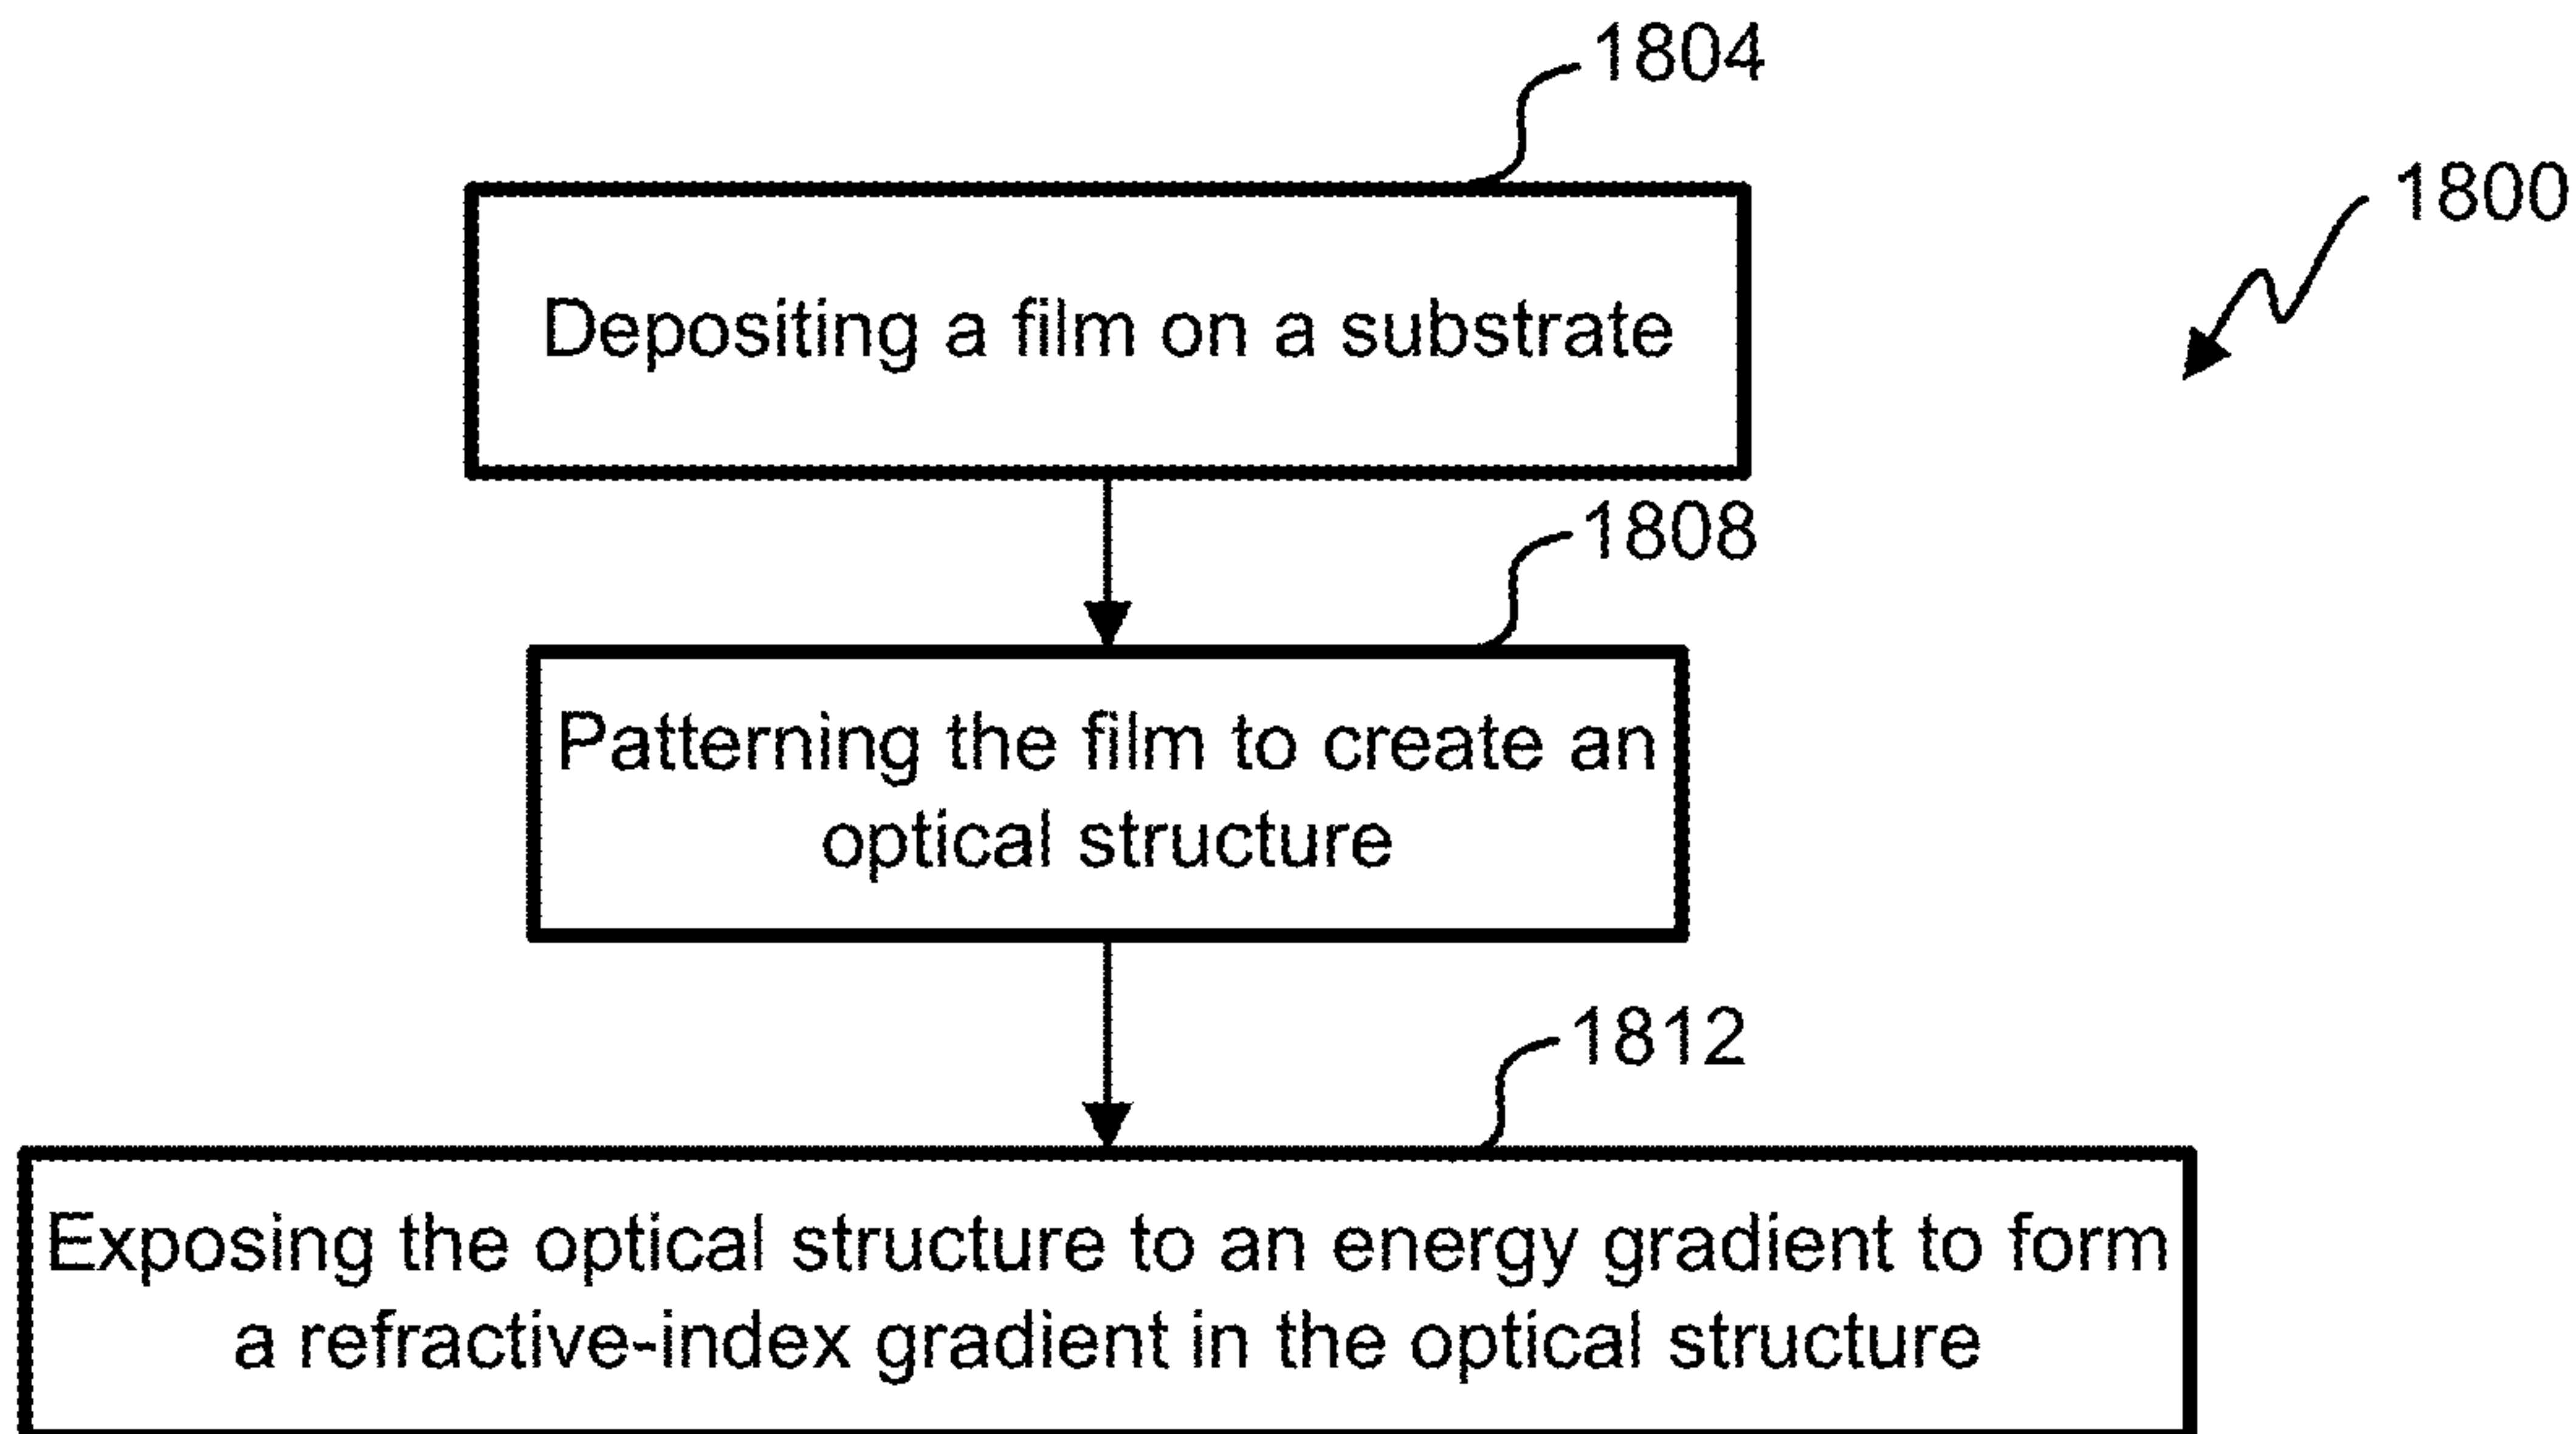 1804
1800
Depositing a film on a substrate
1808
Patterning the film to create an
optical structure
1812
Exposing the optical structure to an energy gradient to form
a refractive-index gradient in the optical structure